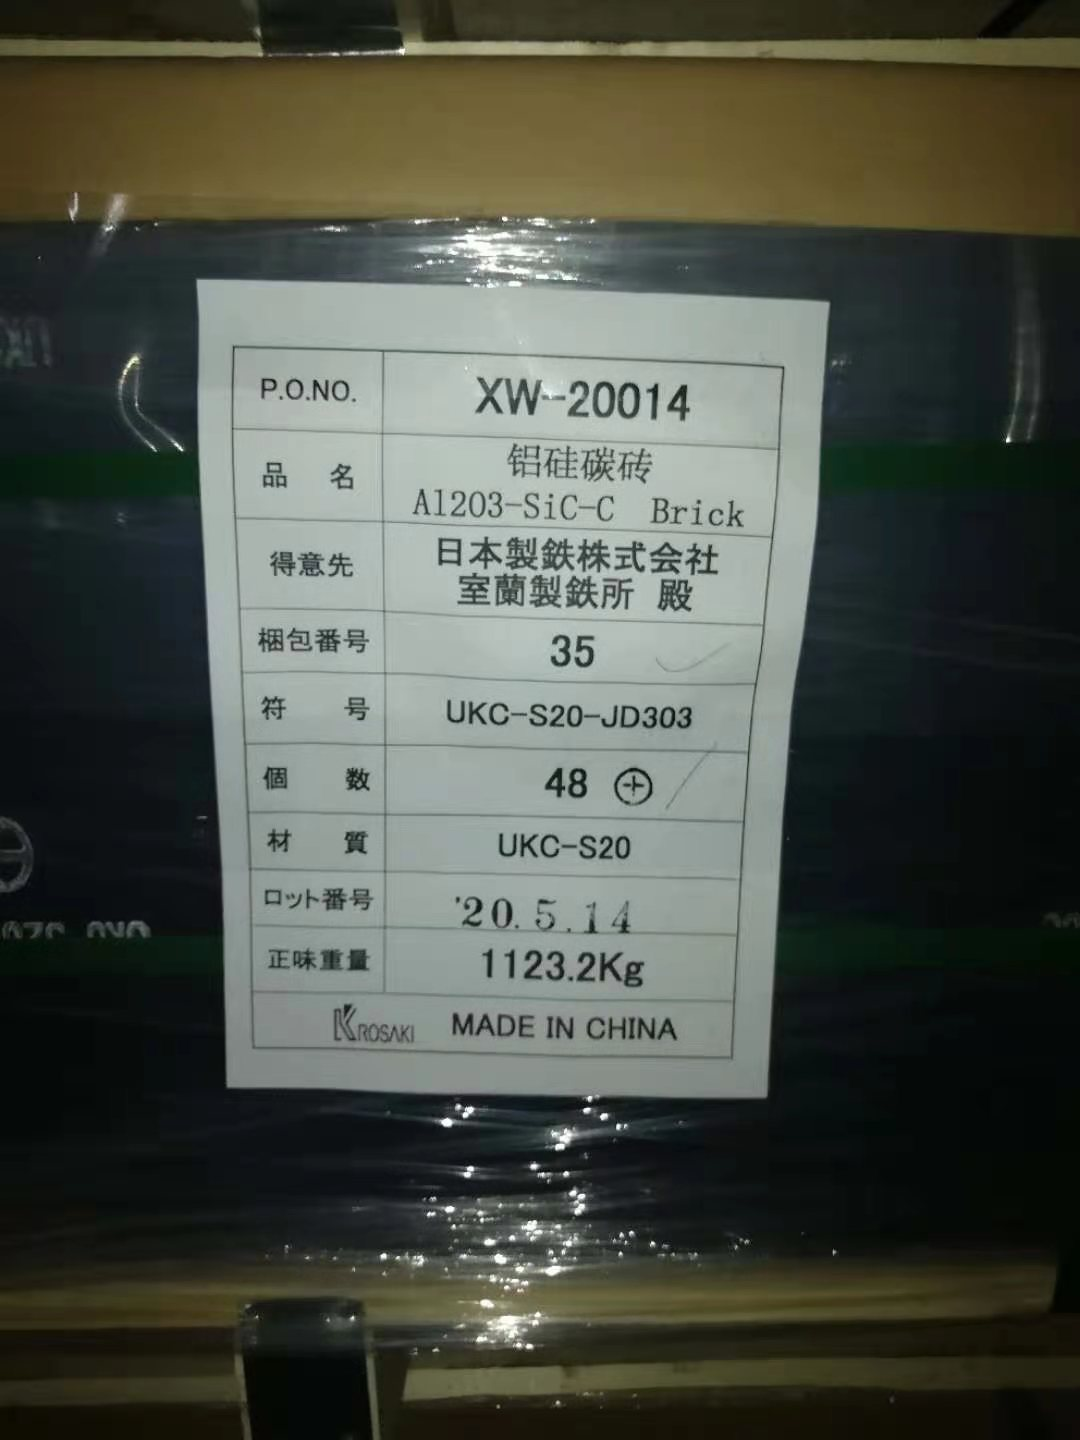 P.O.NO. XW-20014
品 名 铝硅碳砖
Al203-SiC-C Brick
得意先 日本製鉄株式会社
室蘭製鉄所 殿
梱包番号 35
符 号 UKC-S20-JD303
個 数 48 ⊕
材 質 UKC-S20
ロット番号 '20.5.14
正味重量 1123.2Kg
KROSAKI MADE IN CHINA